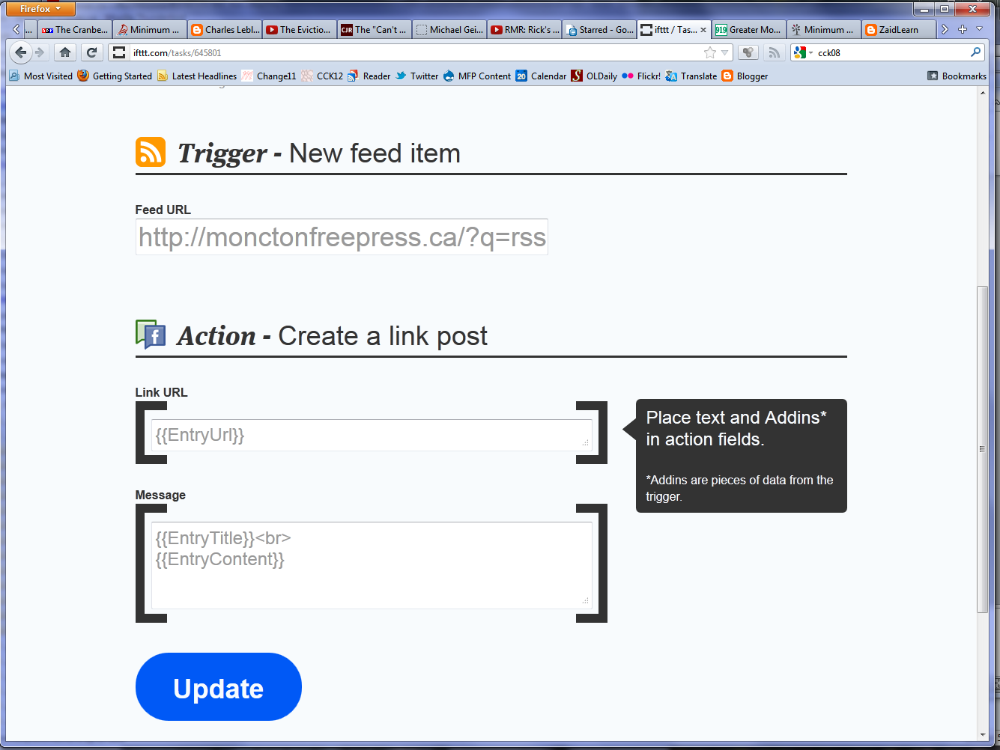 Firefox
...
The Cranbe...
Minimum ...
Charles Lebl...
The Evictio...
CJR
The "Can't ...
Michael Gei...
RMR: Rick's ...
Starred - Go...
ifttt / Tas...
919
Greater Mo...
Minimum ...
ZaidLearn
ifttt.com/tasks/645801
cck08
Most Visited
Getting Started
Latest Headlines
Change11
CCK12
Reader
Twitter
MFP Content
20
Calendar
OLDaily
Flickr!
Translate
Blogger
Bookmarks
Trigger - New feed item
Feed URL
http://monctonfreepress.ca/?q=rss
Action - Create a link post
Link URL
{{EntryUrl}}
Place text and Addins*
in action fields.
*Addins are pieces of data from the
trigger.
Message
{{EntryTitle}}<br>
{{EntryContent}}
Update